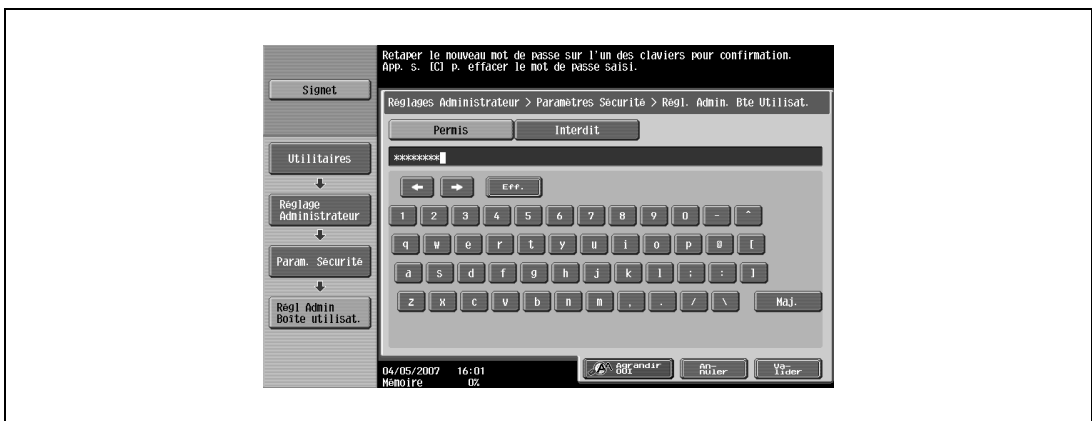 Retaper le nouveau mot de passe sur l'un des claviers pour confirmation.
App. s. [C] p. effacer le mot de passe saisi.
Signet
Réglages Administrateur > Paramètres Sécurité > Régl. Admin. Bte Utilisat.
Permis Interdit
********
Utilitaires
Eff.
Réglage
Administrateur
1 2 3 4 5 6 7 8 9 0 - ^
q w e r t y u i o p @ [
Param. Sécurité
a s d f g h j k l ; : ]
z x c v b n m , . / \ Maj.
Régl Admin
Boîte utilisat.
Agrandir
OUI
An-
nuler
Va-
lider
04/05/2007 16:01
Mémoire 0%